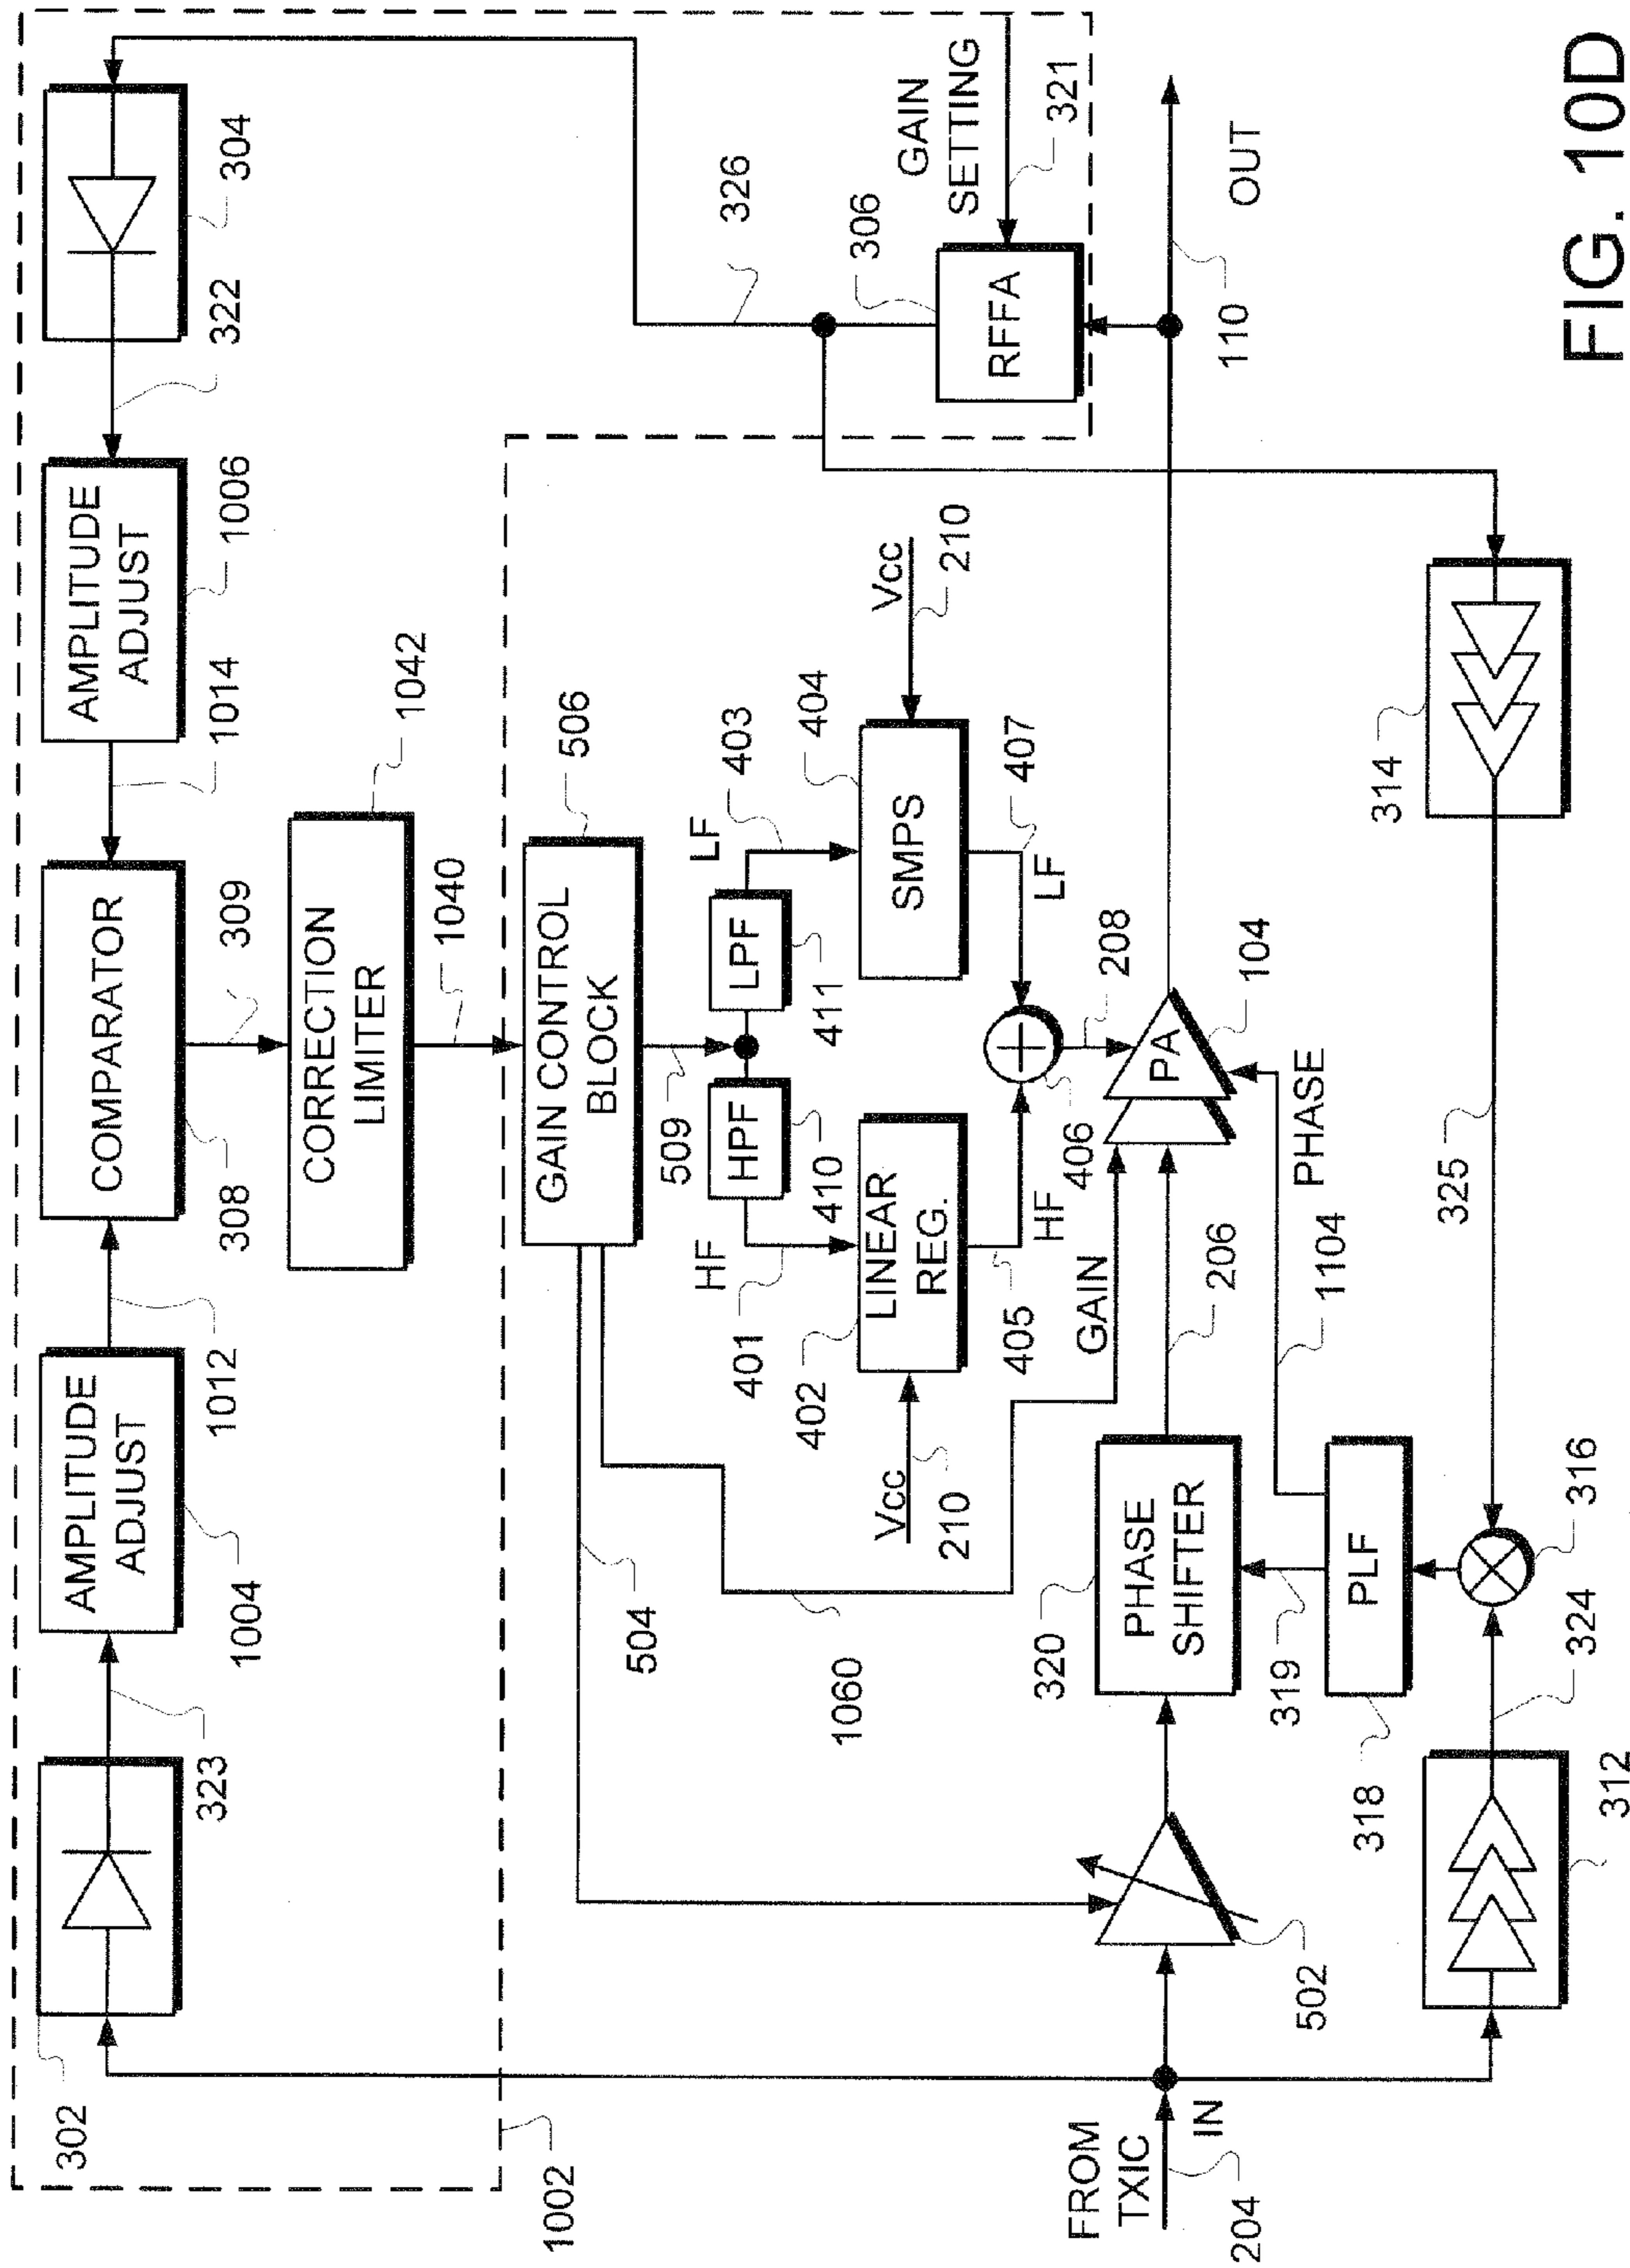 302
323
AMPLITUDE
ADJUST
1004
1012
COMPARATOR
308
309
1014
AMPLITUDE
ADJUST
1006
322
304
CORRECTION
LIMITER
1042
1040
1002
GAIN CONTROL
BLOCK
506
504
1060
509
HPF
410
LPF
411
HF
401
LF
403
LINEAR
REG.
402
Vcc
210
405
HF
SMPS
404
Vcc
210
407
LF
406
208
326
306
RFFA
GAIN
SETTING
321
FROM
TXIC
IN
204
502
320
PHASE
SHIFTER
206
GAIN
PA
104
PHASE
1104
110
OUT
319
PLF
318
312
324
316
325
314
FIG. 10D